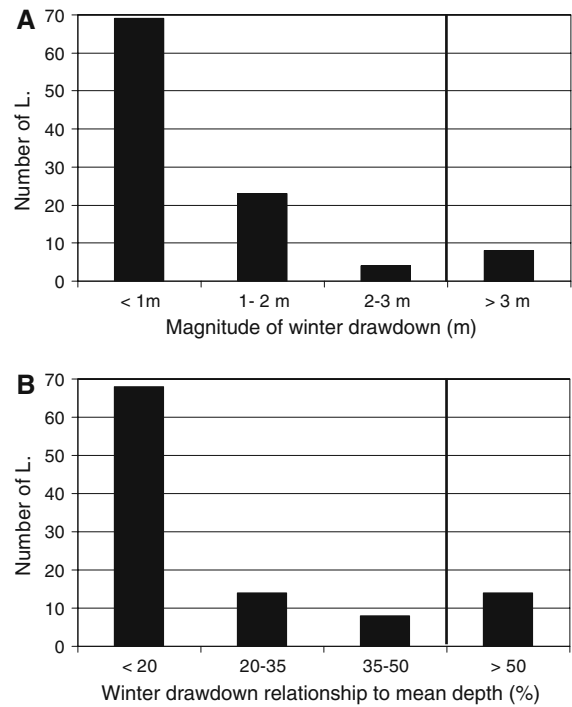 A
Number of L.
70
60
50
40
30
20
10
0
< 1m 1- 2 m 2-3 m > 3 m
Magnitude of winter drawdown (m)
B
Number of L.
70
60
50
40
30
20
10
0
< 20 20-35 35-50 > 50
Winter drawdown relationship to mean depth (%)